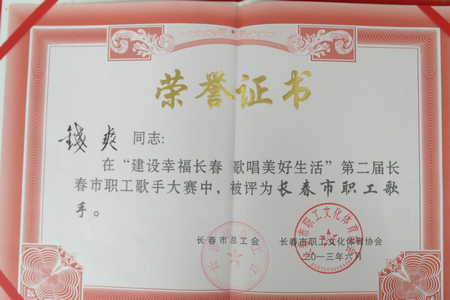 荣誉证书
钱爽 同志:
在“建设幸福长春 歌唱美好生活”第二届长
春市职工歌手大赛中,被评为长春市职工歌
手。
长春市总工会 长春市职工文化体育协会
二〇一三年六月